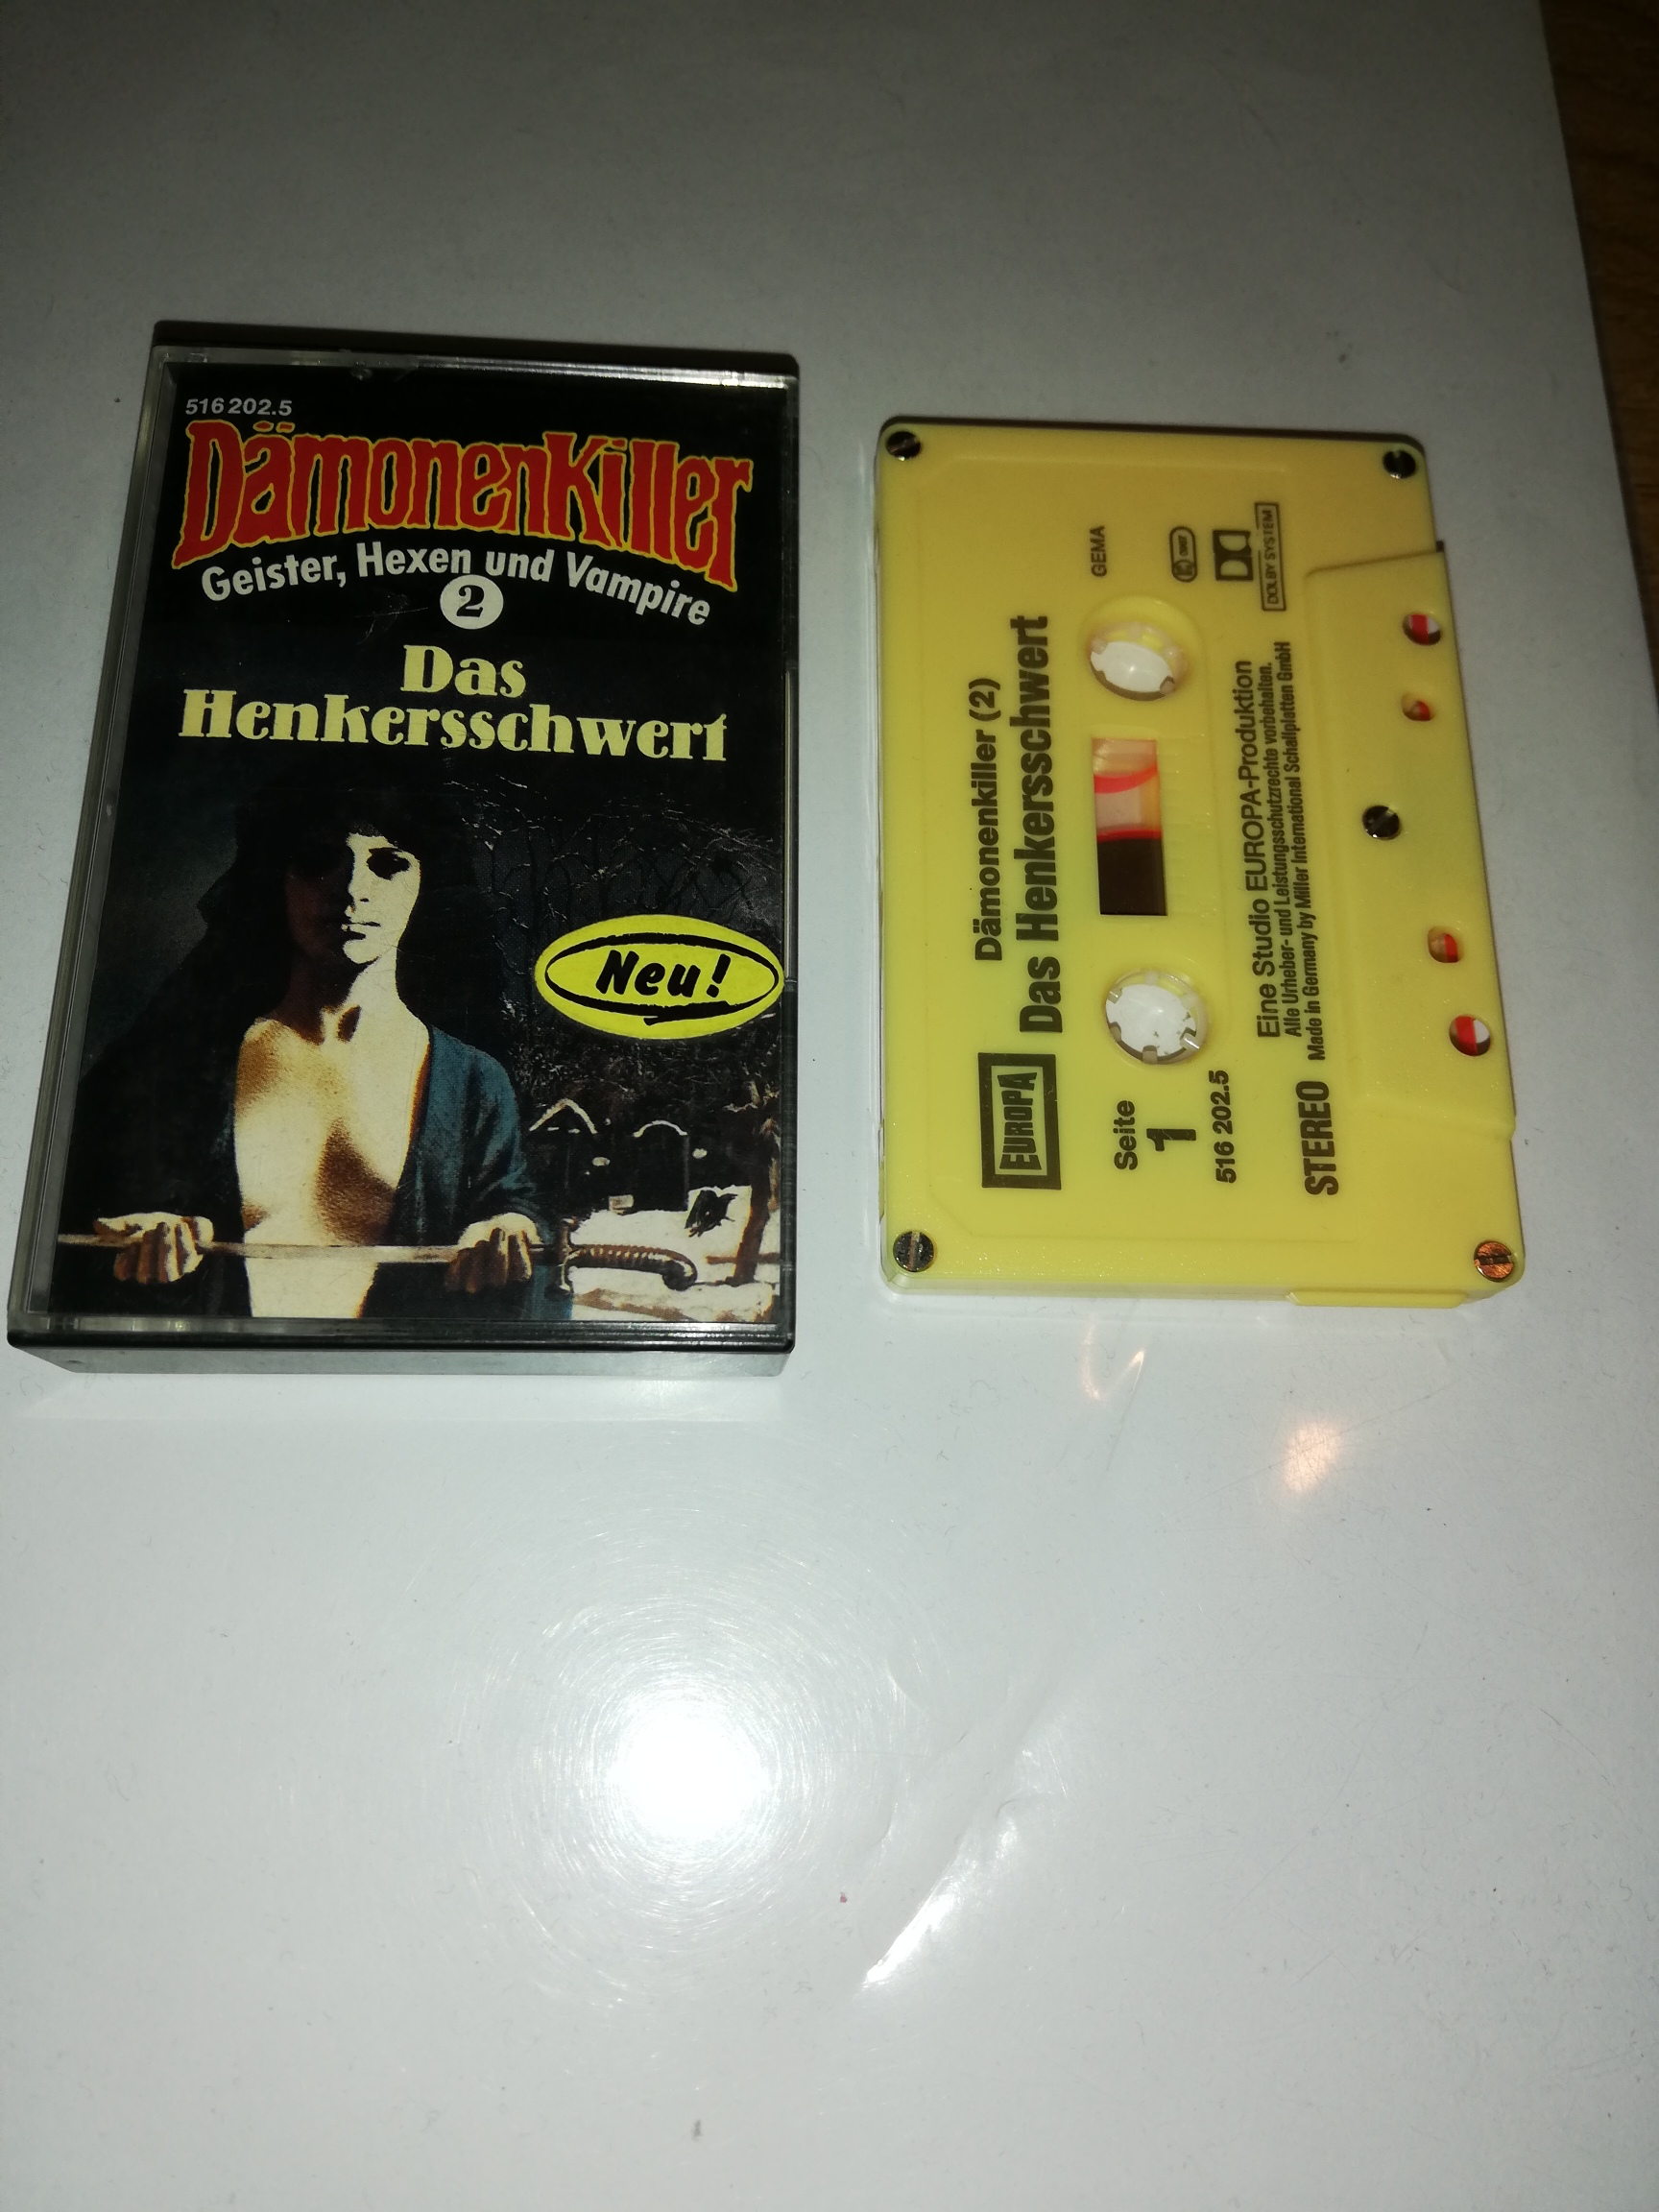 516 202.5
DämonenKiller
Geister, Hexen und Vampire
2
Das
Henkersschwert
Neu!
Dämonenkiller (2)
EUROPA Das Henkersschwert
GEMA
Seite
1
516 202.5
DOLBY SYSTEM
Eine Studio EUROPA-Produktion
Alle Urheber- und Leistungsschutzrechte vorbehalten.
STEREO Made in Germany by Miller International Schallplatten GmbH